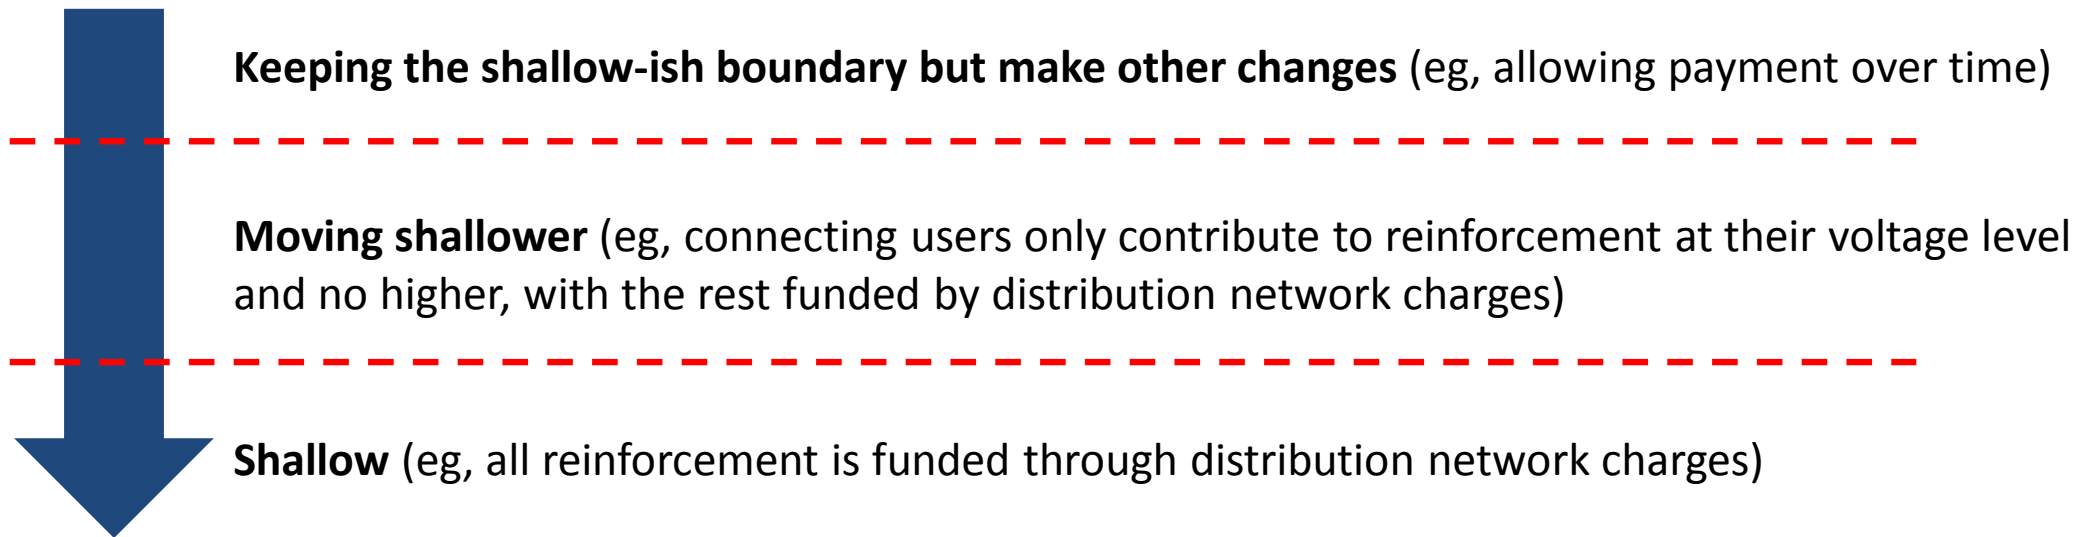 Keeping the shallow-ish boundary but make other changes (eg, allowing payment over time)
Moving shallower (eg, connecting users only contribute to reinforcement at their voltage level
and no higher, with the rest funded by distribution network charges)
Shallow (eg, all reinforcement is funded through distribution network charges)